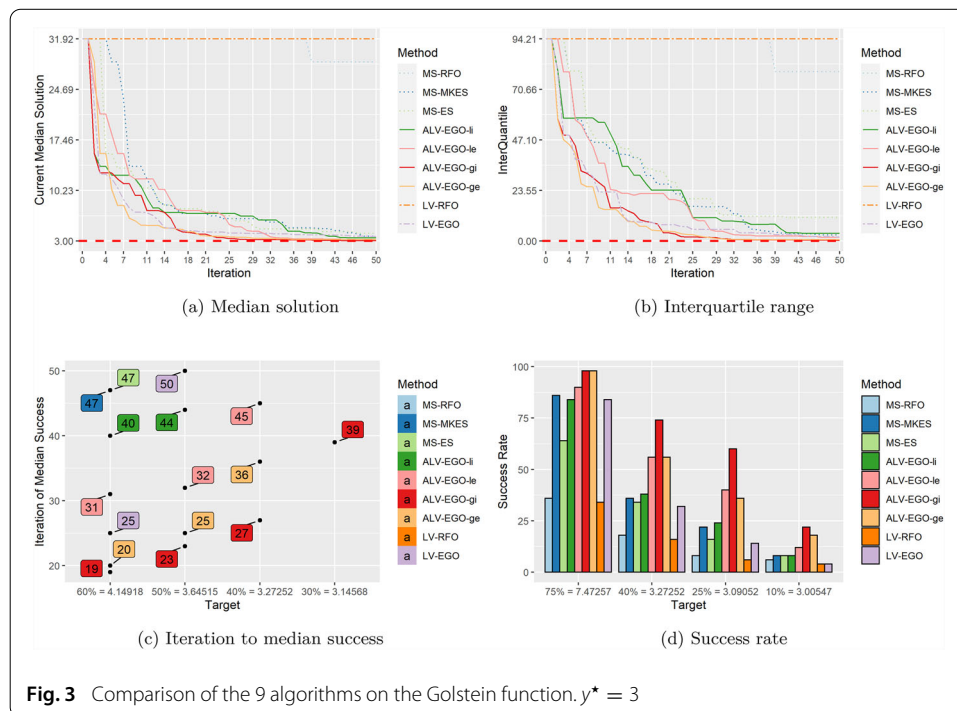 31.92
24.69
17.46
10.23
3.00
Current Median Solution
0 4 7 11 14 18 21 25 29 32 36 39 43 46 50
Iteration
Method
MS-RFO
MS-MKES
MS-ES
ALV-EGO-li
ALV-EGO-le
ALV-EGO-gi
ALV-EGO-ge
LV-RFO
LV-EGO
(a) Median solution
94.21
70.66
47.10
23.55
0.00
InterQuantile
0 4 7 11 14 18 21 25 29 32 36 39 43 46 50
Iteration
Method
MS-RFO
MS-MKES
MS-ES
ALV-EGO-li
ALV-EGO-le
ALV-EGO-gi
ALV-EGO-ge
LV-RFO
LV-EGO
(b) Interquartile range
50
40
30
20
Iteration of Median Success
47
47
40
31
25
20
19
50
44
32
25
23
45
36
27
39
60% = 4.14918 50% = 3.64515 40% = 3.27252 30% = 3.14568
Target
Method
a MS-RFO
a MS-MKES
a MS-ES
a ALV-EGO-li
a ALV-EGO-le
a ALV-EGO-gi
a ALV-EGO-ge
a LV-RFO
a LV-EGO
(c) Iteration to median success
100
75
50
25
0
Success Rate
75% = 7.47257 40% = 3.27252 25% = 3.09052 10% = 3.00547
Target
Method
MS-RFO
MS-MKES
MS-ES
ALV-EGO-li
ALV-EGO-le
ALV-EGO-gi
ALV-EGO-ge
LV-RFO
LV-EGO
(d) Success rate
Fig. 3 Comparison of the 9 algorithms on the Golstein function. y* = 3